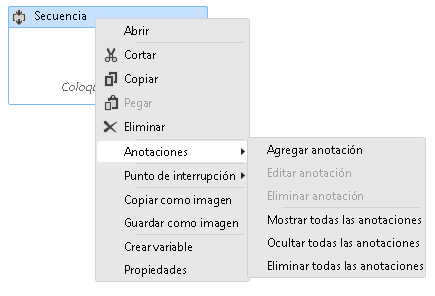 Secuencia
Coloqu
Abrir
Cortar
Copiar
Pegar
Eliminar
Anotaciones
Punto de interrupción
Copiar como imagen
Guardar como imagen
Crear variable
Propiedades
Agregar anotación
Editar anotación
Eliminar anotación
Mostrar todas las anotaciones
Ocultar todas las anotaciones
Eliminar todas las anotaciones